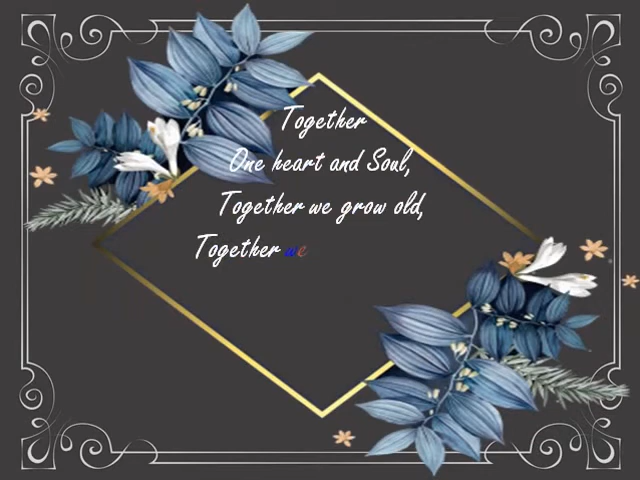 Together
One heart and Soul,
Together we grow old,
Together we